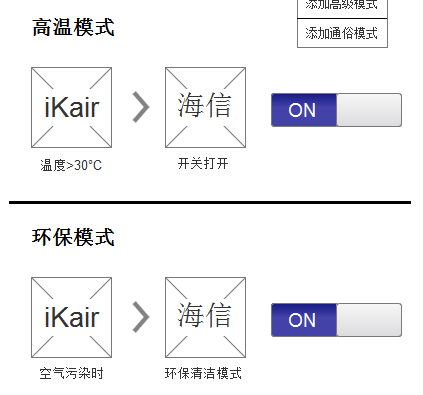 添加高级模式
高温模式
添加通俗模式
iKair
海信
ON
温度>30°C
开关打开
环保模式
iKair
海信
ON
空气污染时
环保清洁模式